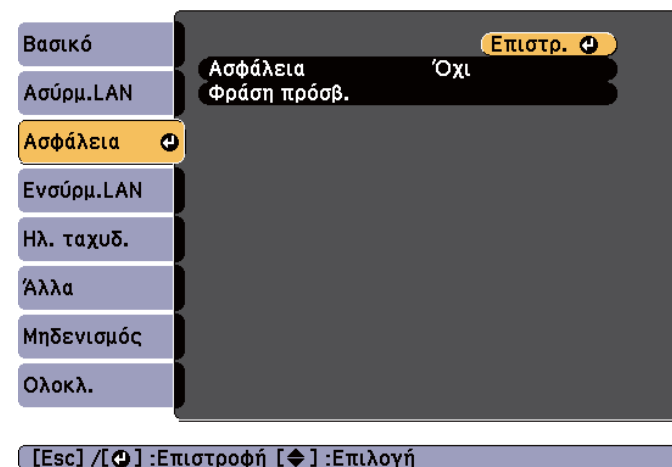 Βασικό
Ασύρμ.LAN
Ασφάλεια
Ενσύρμ.LAN
Ηλ. ταχυδ.
Άλλα
Μηδενισμός
Ολοκλ.
Επιστρ.
Ασφάλεια Όχι
Φράση πρόσβ.
[Esc] /[⏎] :Επιστροφή [◆] :Επιλογή